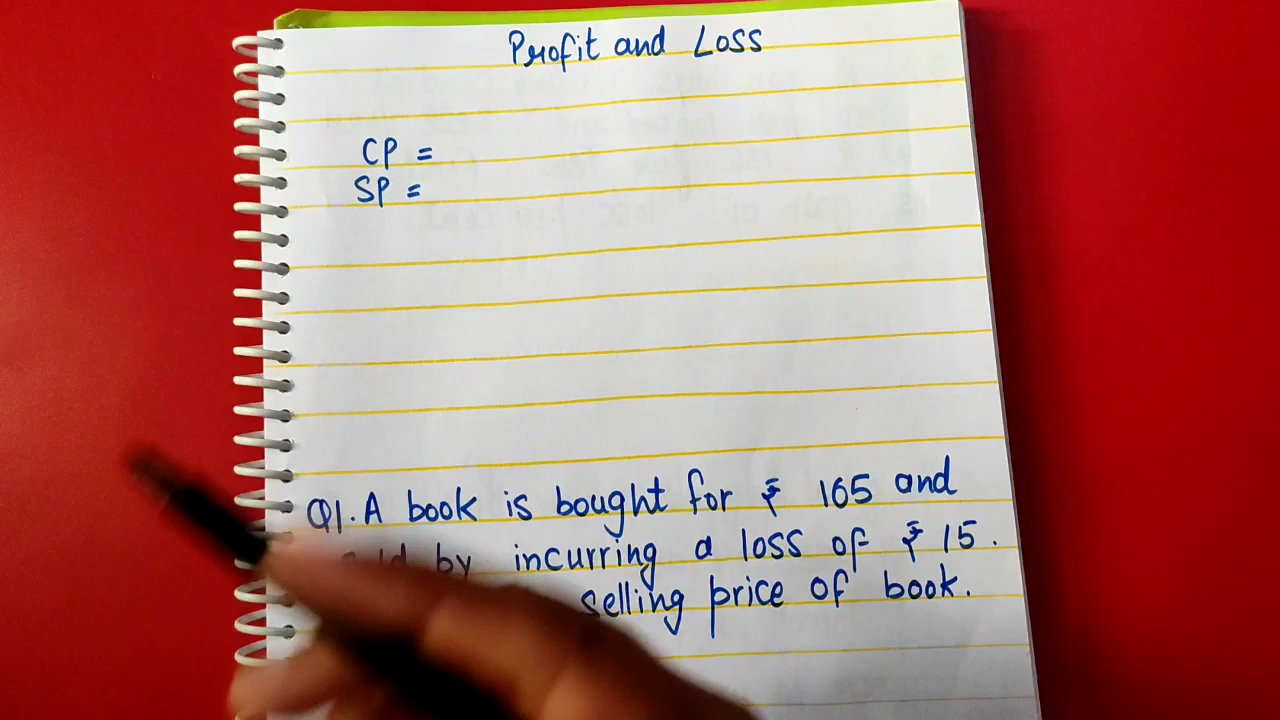 Profit and Loss
CP =
SP =
Q1. A book is bought for ₹ 165 and
by incurring a loss of ₹ 15.
selling price of book.